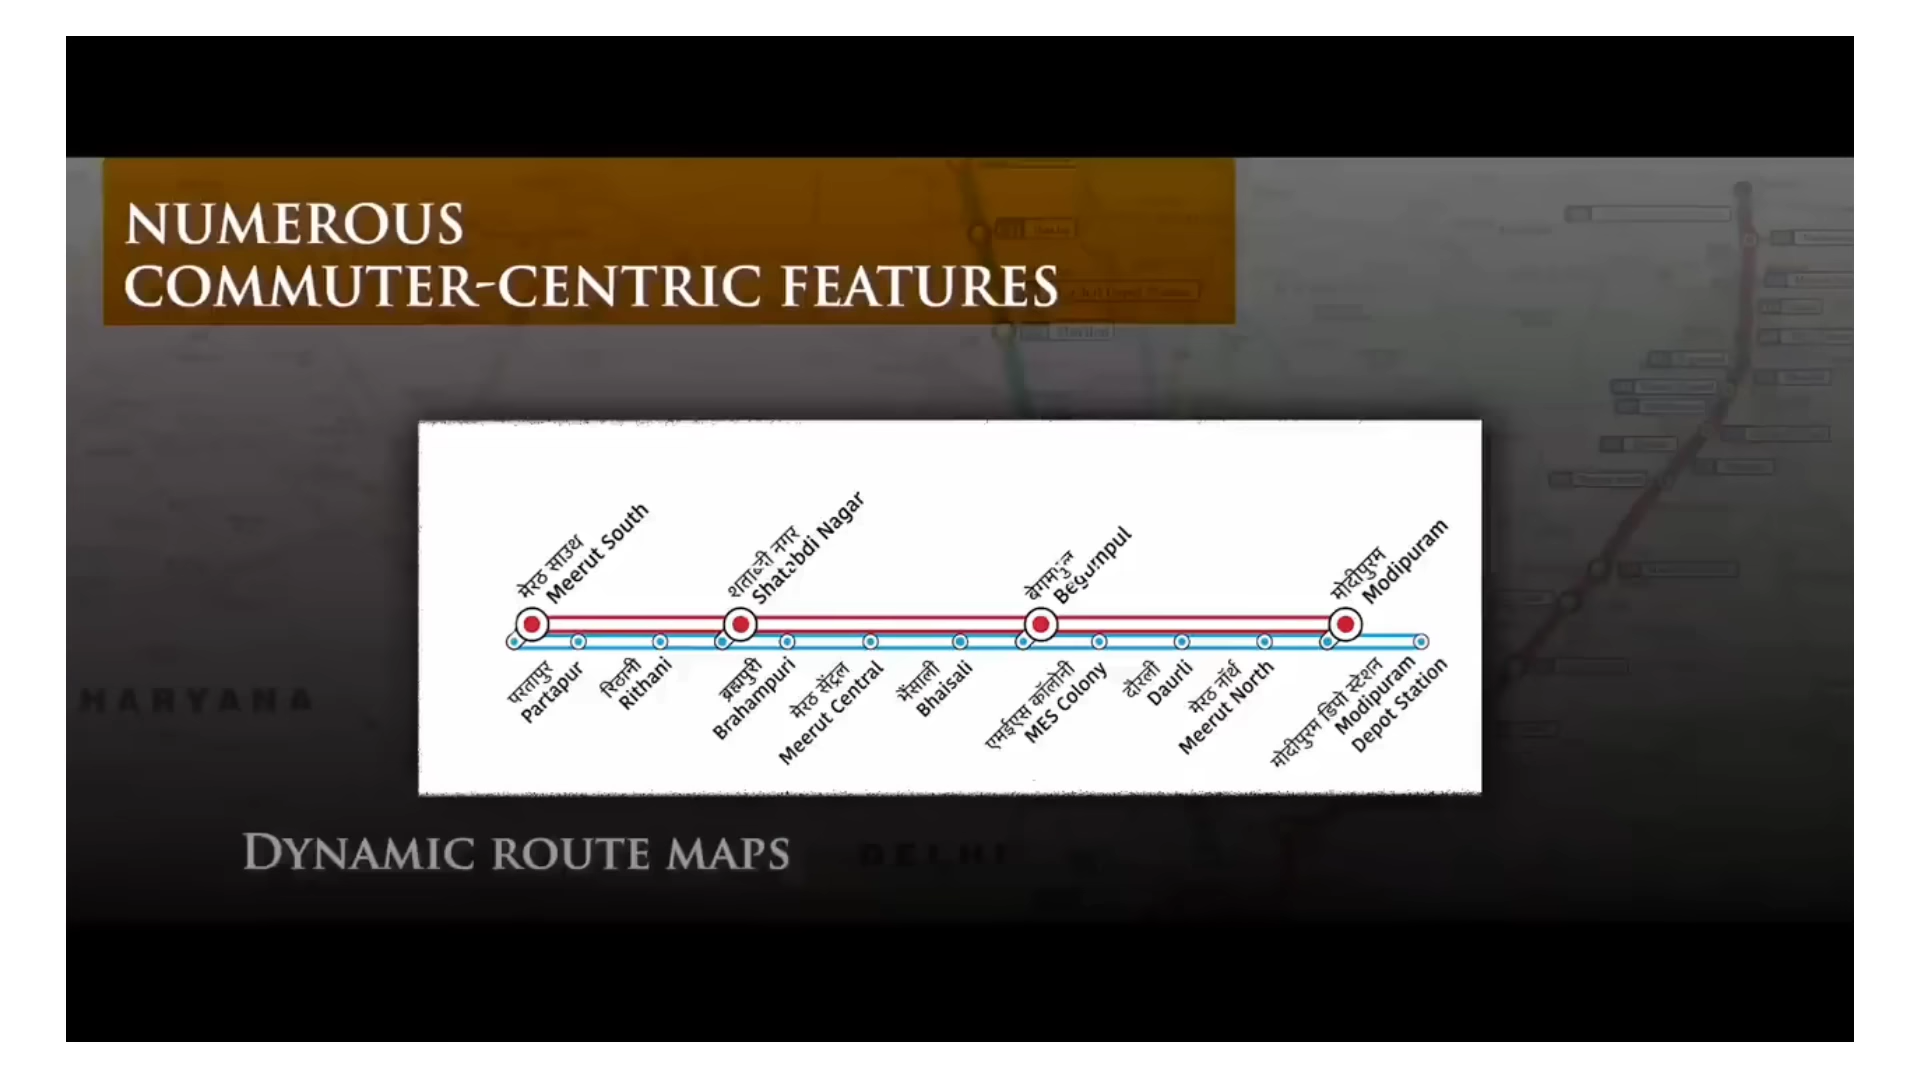 NUMEROUS
COMMUTER-CENTRIC FEATURES
मेरठ साउथ
Meerut South
शताब्दी नगर
Shatabdi Nagar
बेगमपुल
Begumpul
मोदीपुरम
Modipuram
परतापुर
Partapur
रिठानी
Rithani
ब्रह्मपुरी
Brahampuri
मेरठ सेंट्रल
Meerut Central
भैंसाली
Bhaisali
एमईएस कॉलोनी
MES Colony
दौरली
Daurli
मेरठ नॉर्थ
Meerut North
मोदीपुरम डिपो स्टेशन
Modipuram
Depot Station
HARYANA
DYNAMIC ROUTE MAPS
DELHI